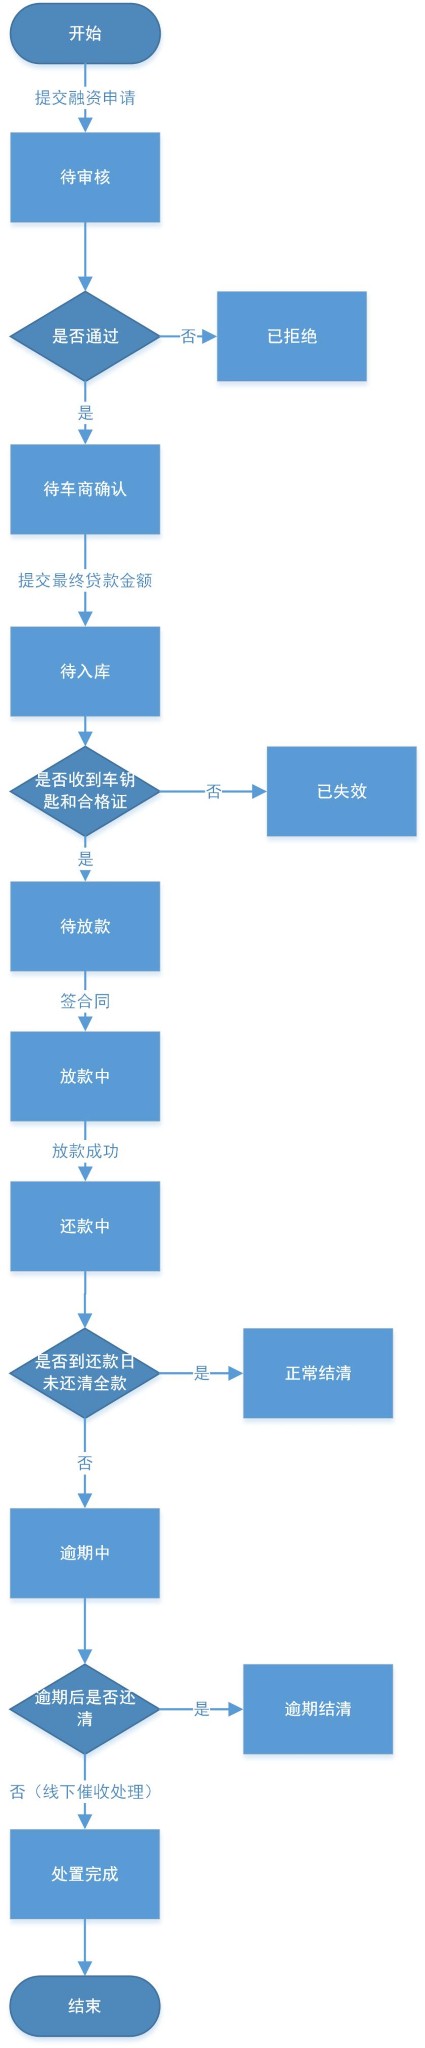 开始
提交融资申请
待审核
是否通过
否
已拒绝
是
待车商确认
提交最终贷款金额
待入库
是否收到车钥
匙和合格证
否
已失效
是
待放款
签合同
放款中
放款成功
还款中
是否到还款日
未还清全款
是
正常结清
否
逾期中
逾期后是否还
清
是
逾期结清
否（线下催收处理）
处置完成
结束